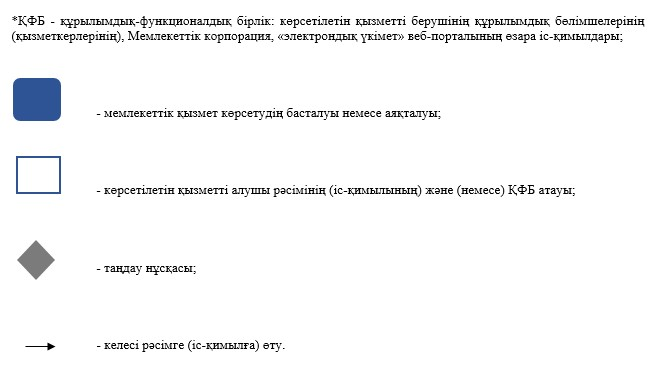 *ҚФБ - құрылымдық-функционалдық бірлік: көрсетілетін қызметті берушінің құрылымдық бөлімшелерінің
(қызметкерлерінің), Мемлекеттік корпорация, «электрондық үкімет» веб-порталының өзара іс-қимылдары;
- мемлекеттік қызмет көрсетудің басталуы немесе аяқталуы;
- көрсетілетін қызметті алушы рәсімінің (іс-қимылының) және (немесе) ҚФБ атауы;
- таңдау нұсқасы;
- келесі рәсімге (іс-қимылға) өту.